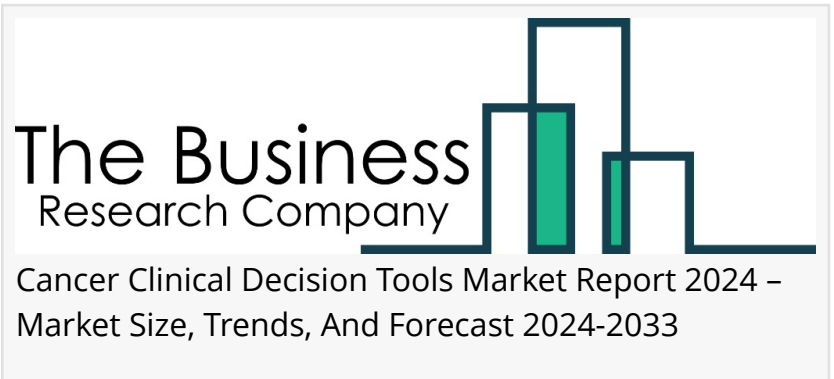 The Business
Research Company
Cancer Clinical Decision Tools Market Report 2024 –
Market Size, Trends, And Forecast 2024-2033